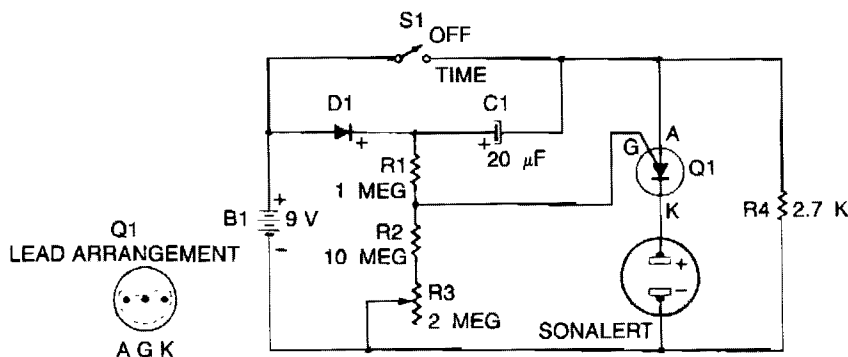 S1
OFF
TIME
D1
C1
+
+
20 μF
R1
1 MEG
A
G
Q1
K
R4
2.7 K
+
B1
9 V
-
R2
10 MEG
R3
2 MEG
+
-
SONALERT
Q1
LEAD ARRANGEMENT
A G K